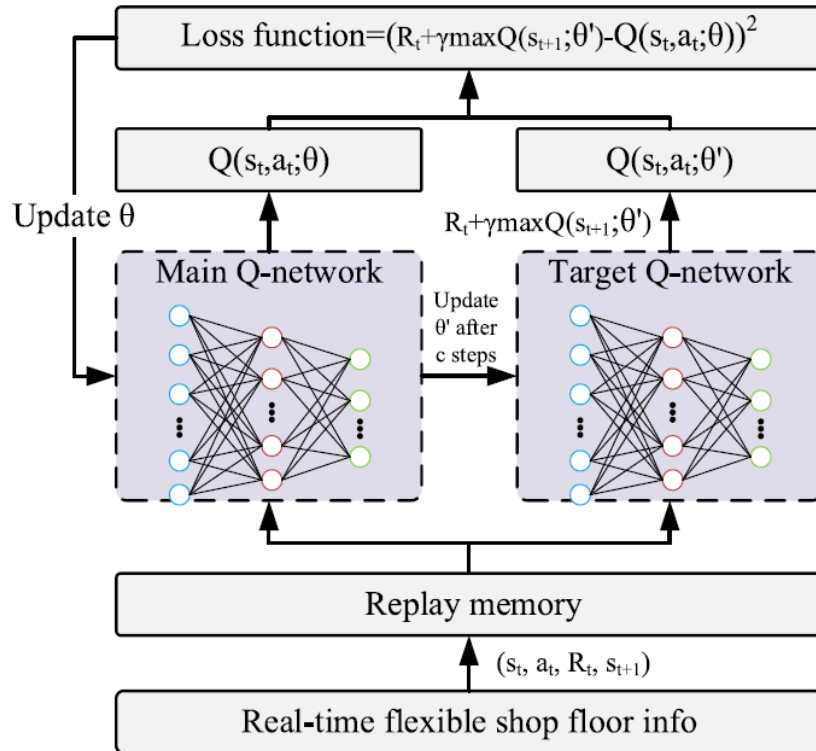 Loss function=(Rₜ+γmaxQ(sₜ₊₁;θ')-Q(sₜ,aₜ;θ))²
Q(sₜ,aₜ;θ)
Q(sₜ,aₜ;θ')
Update θ
Rₜ+γmaxQ(sₜ₊₁;θ')
Main Q-network
Target Q-network
Update
θ' after
c steps
Replay memory
(sₜ, aₜ, Rₜ, sₜ₊₁)
Real-time flexible shop floor info